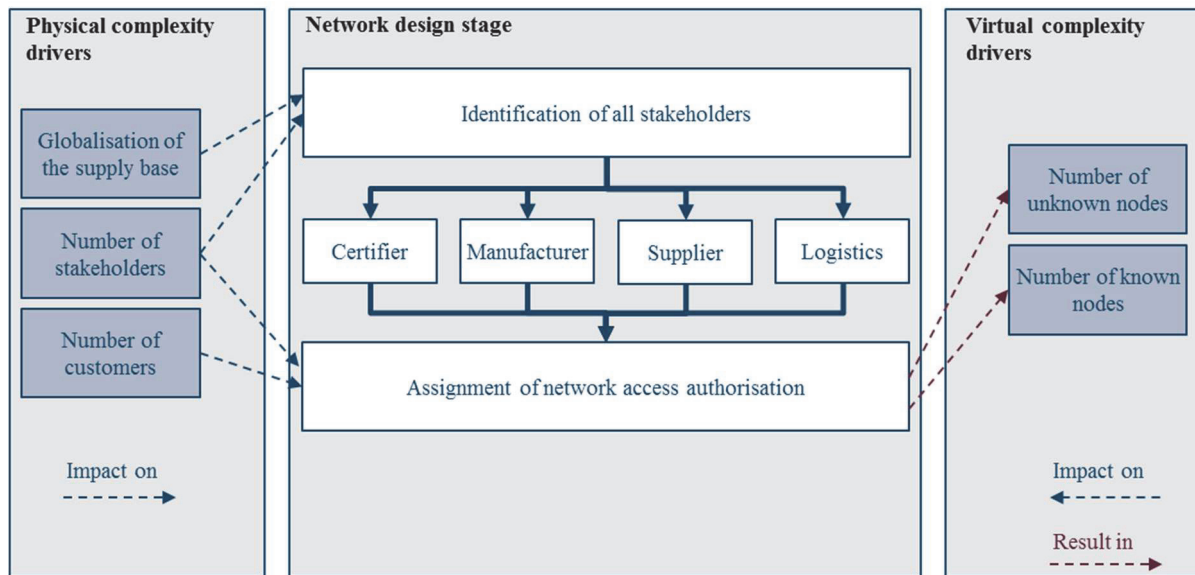 Physical complexity
drivers
Globalisation of
the supply base
Number of
stakeholders
Number of
customers
Impact on
Network design stage
Identification of all stakeholders
Certifier
Manufacturer
Supplier
Logistics
Assignment of network access authorisation
Virtual complexity
drivers
Number of
unknown nodes
Number of known
nodes
Impact on
Result in